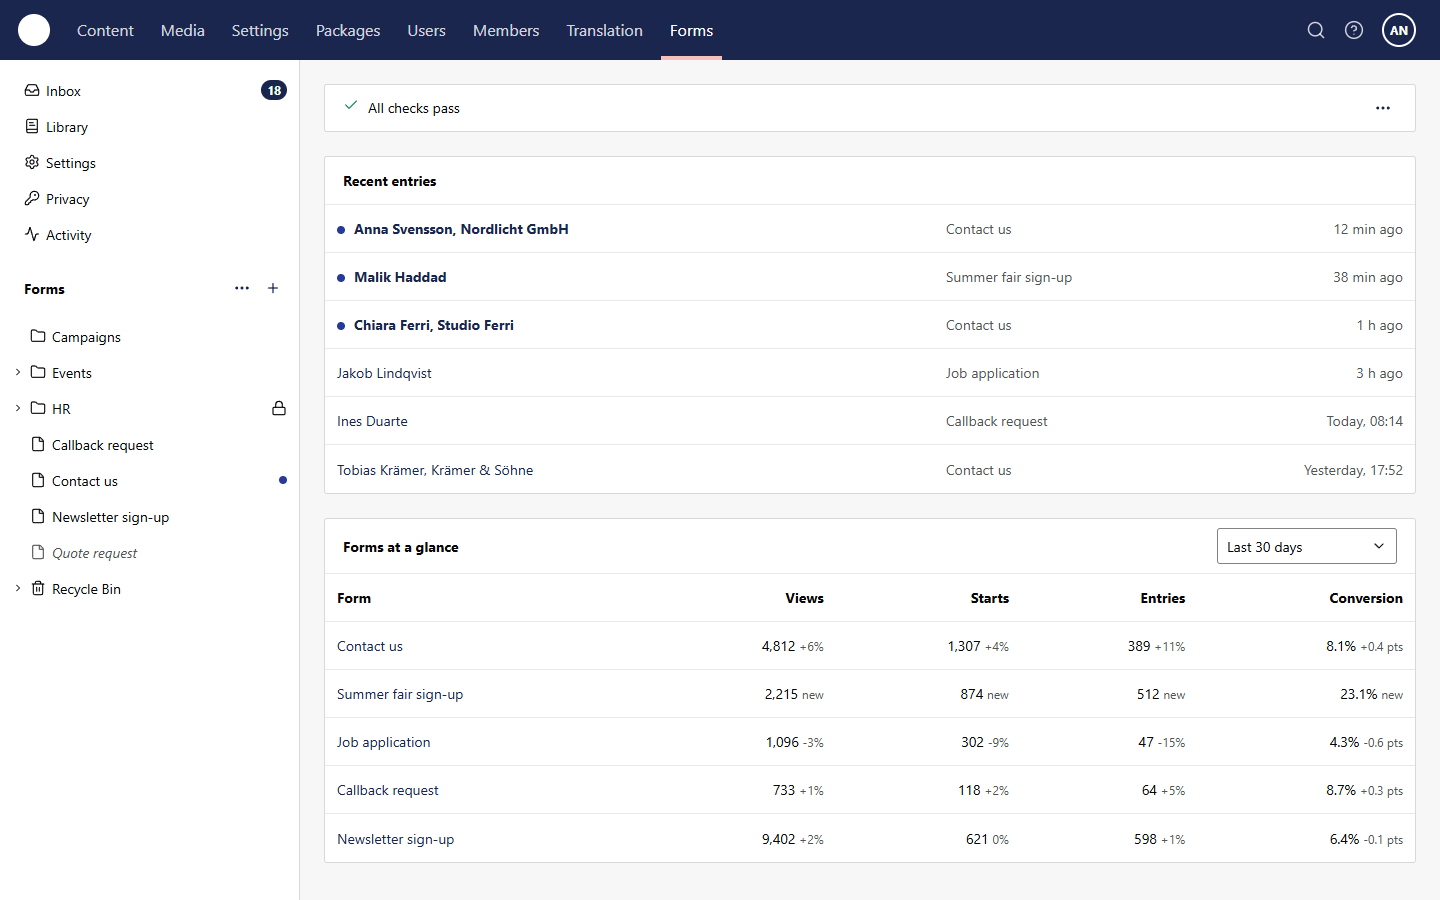 Content Media Settings Packages Users Members Translation Forms AN
Inbox 18
Library
Settings
Privacy
Activity
Forms
Campaigns
Events
HR
Callback request
Contact us
Newsletter sign-up
Quote request
Recycle Bin
All checks pass
Recent entries
Anna Svensson, Nordlicht GmbH Contact us 12 min ago
Malik Haddad Summer fair sign-up 38 min ago
Chiara Ferri, Studio Ferri Contact us 1 h ago
Jakob Lindqvist Job application 3 h ago
Ines Duarte Callback request Today, 08:14
Tobias Krämer, Krämer & Söhne Contact us Yesterday, 17:52
Forms at a glance Last 30 days
Form Views Starts Entries Conversion
Contact us 4,812 +6% 1,307 +4% 389 +11% 8.1% +0.4 pts
Summer fair sign-up 2,215 new 874 new 512 new 23.1% new
Job application 1,096 -3% 302 -9% 47 -15% 4.3% -0.6 pts
Callback request 733 +1% 118 +2% 64 +5% 8.7% +0.3 pts
Newsletter sign-up 9,402 +2% 621 0% 598 +1% 6.4% -0.1 pts